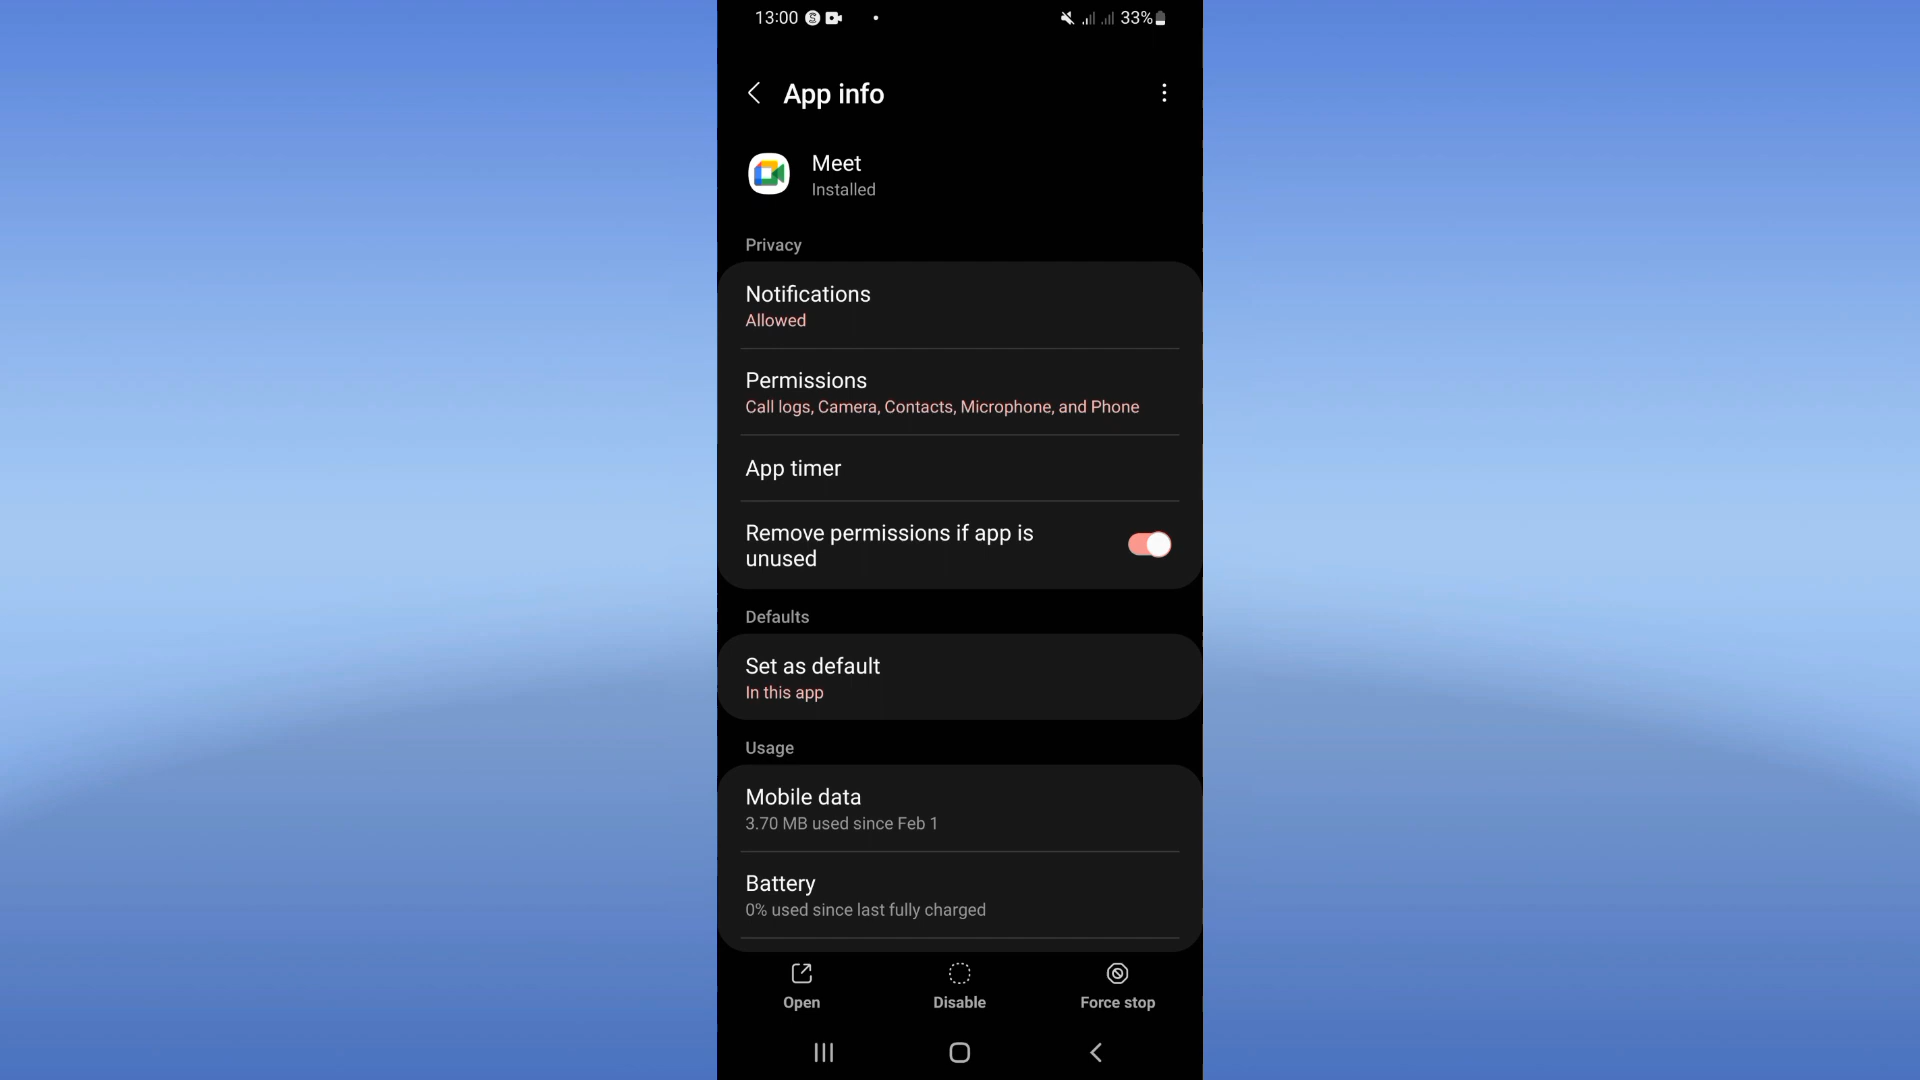 13:00
33%
App info
Meet
Installed
Privacy
Notifications
Allowed
Permissions
Call logs, Camera, Contacts, Microphone, and Phone
App timer
Remove permissions if app is
unused
Defaults
Set as default
In this app
Usage
Mobile data
3.70 MB used since Feb 1
Battery
0% used since last fully charged
Open
Disable
Force stop